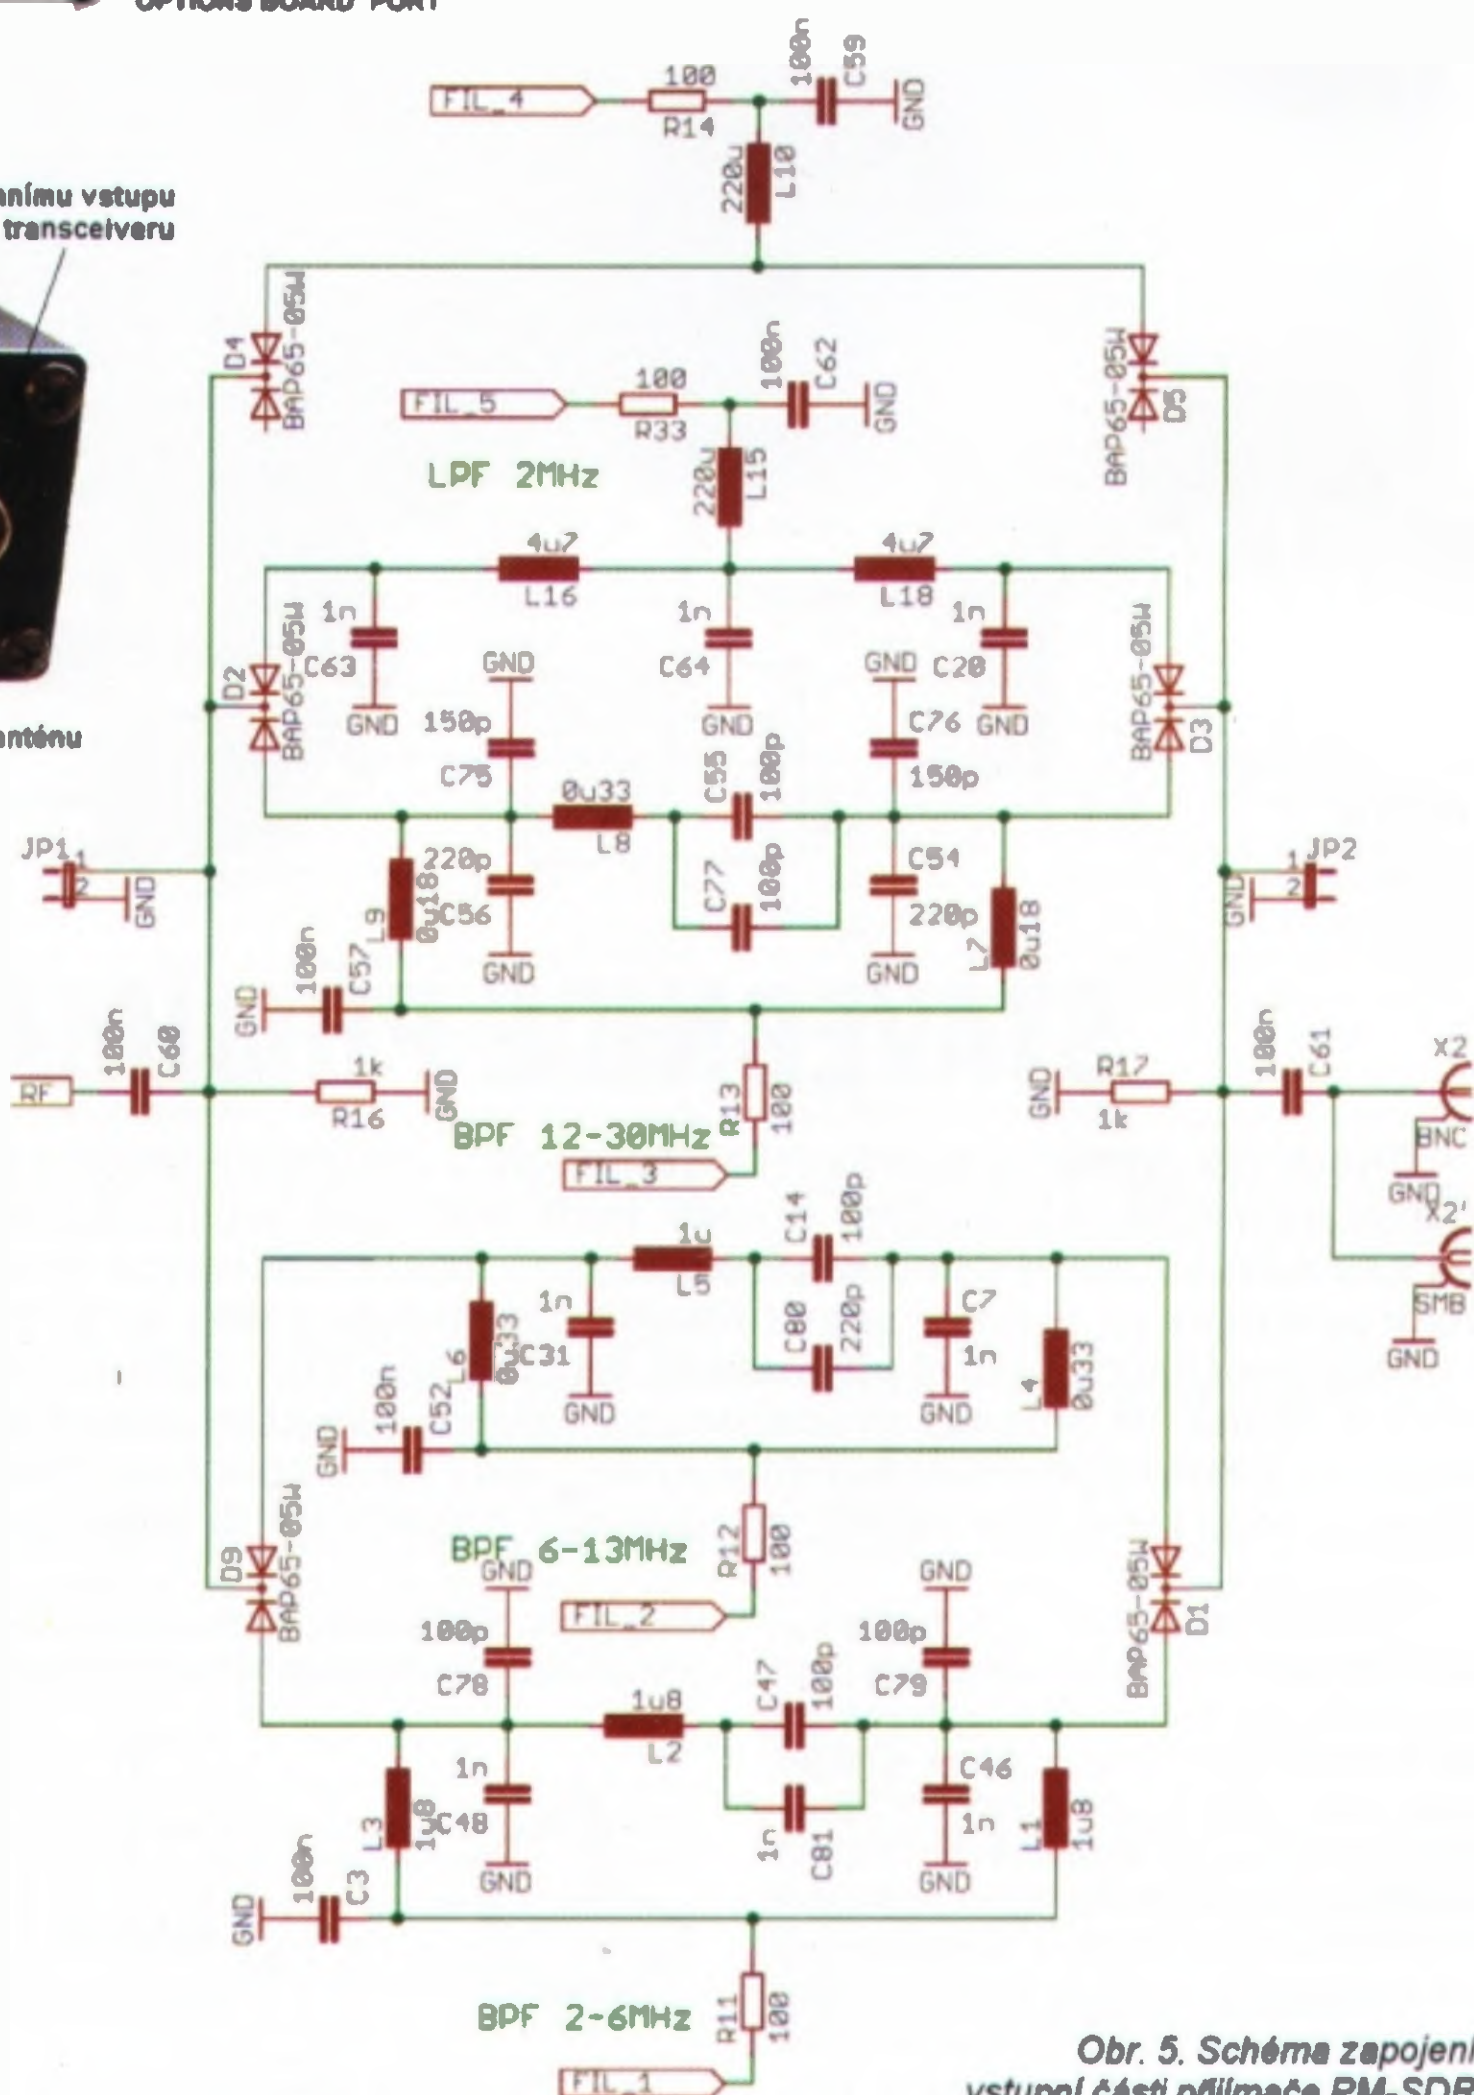 OPTIONS BOARD PORT
nnímu vstupu
transceiveru
anténu
FIL_4
100
R14
100n
C59
GND
220u
L10
D4
BAP65-05W
BAP65-05W
D5
FIL_5
100
R33
100n
C62
GND
LPF 2MHz
220u
L15
4u7
L16
4u7
L18
1n
C63
GND
1n
C64
GND
1n
C20
GND
D2
BAP65-05W
BAP65-05W
D3
GND
150p
C75
GND
C76
150p
0u33
L8
C55
100p
C77
100p
L9
0u18
220p
C56
GND
C54
220p
GND
L7
0u18
JP1
1
2
GND
JP2
1
2
GND
GND
100n
C57
RF
100n
C60
1k
R16
GND
R13
100
GND
R17
1k
100n
C61
X2
BNC
GND
X2'
SMB
GND
BPF 12-30MHz
FIL_3
1u
L5
C14
100p
C80
220p
L6
0u33
1n
C31
GND
C7
1n
GND
L4
0u33
GND
100n
C52
D9
BAP65-05W
BAP65-05W
D1
BPF 6-13MHz
R12
100
FIL_2
GND
100p
C78
GND
100p
C79
1u8
L2
C47
100p
1n
C81
L3
1u8
1n
C48
GND
C46
1n
GND
L1
1u8
GND
100n
C3
BPF 2-6MHz
R11
100
FIL_1
Obr. 5. Schéma zapojení
vstupní části přijímače PM-SDR